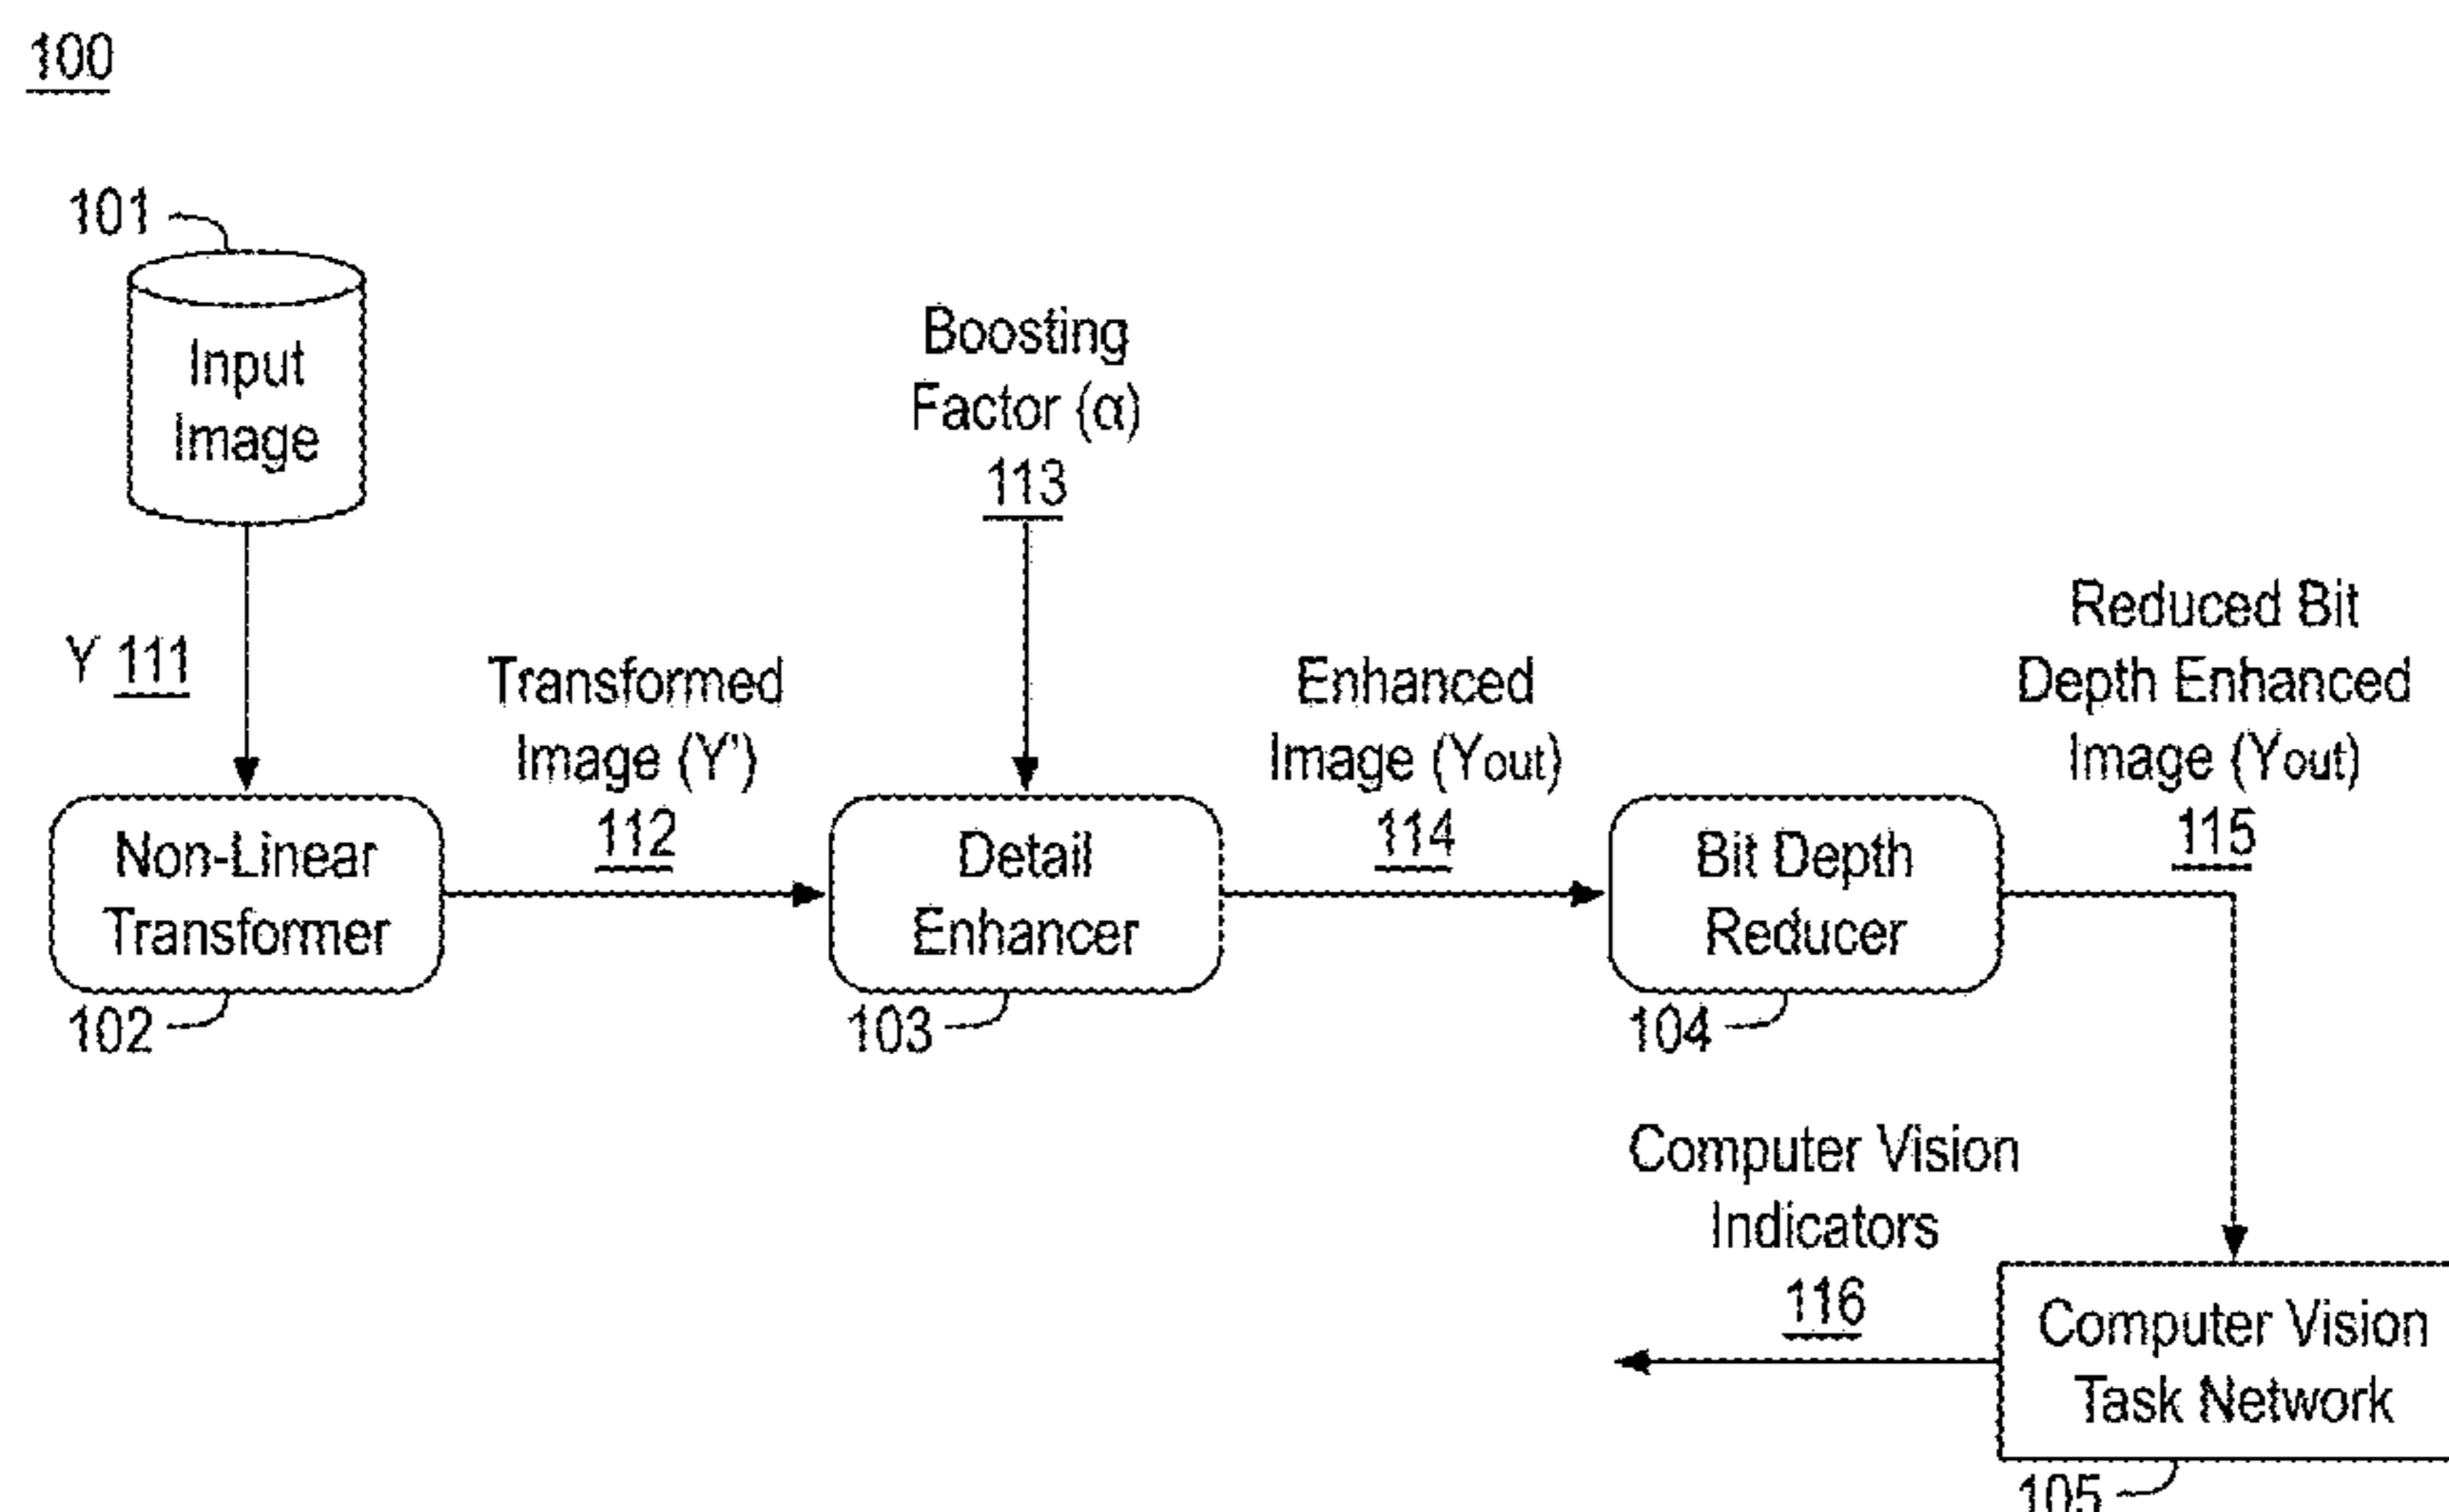 100
101
Input
Image
Boosting
Factor (α)
113
Y 111
Transformed
Image (Y')
112
Enhanced
Image (Yout)
114
Reduced Bit
Depth Enhanced
Image (Yout)
115
Non-Linear
Transformer
102
Detail
Enhancer
103
Bit Depth
Reducer
104
Computer Vision
Indicators
116
Computer Vision
Task Network
105